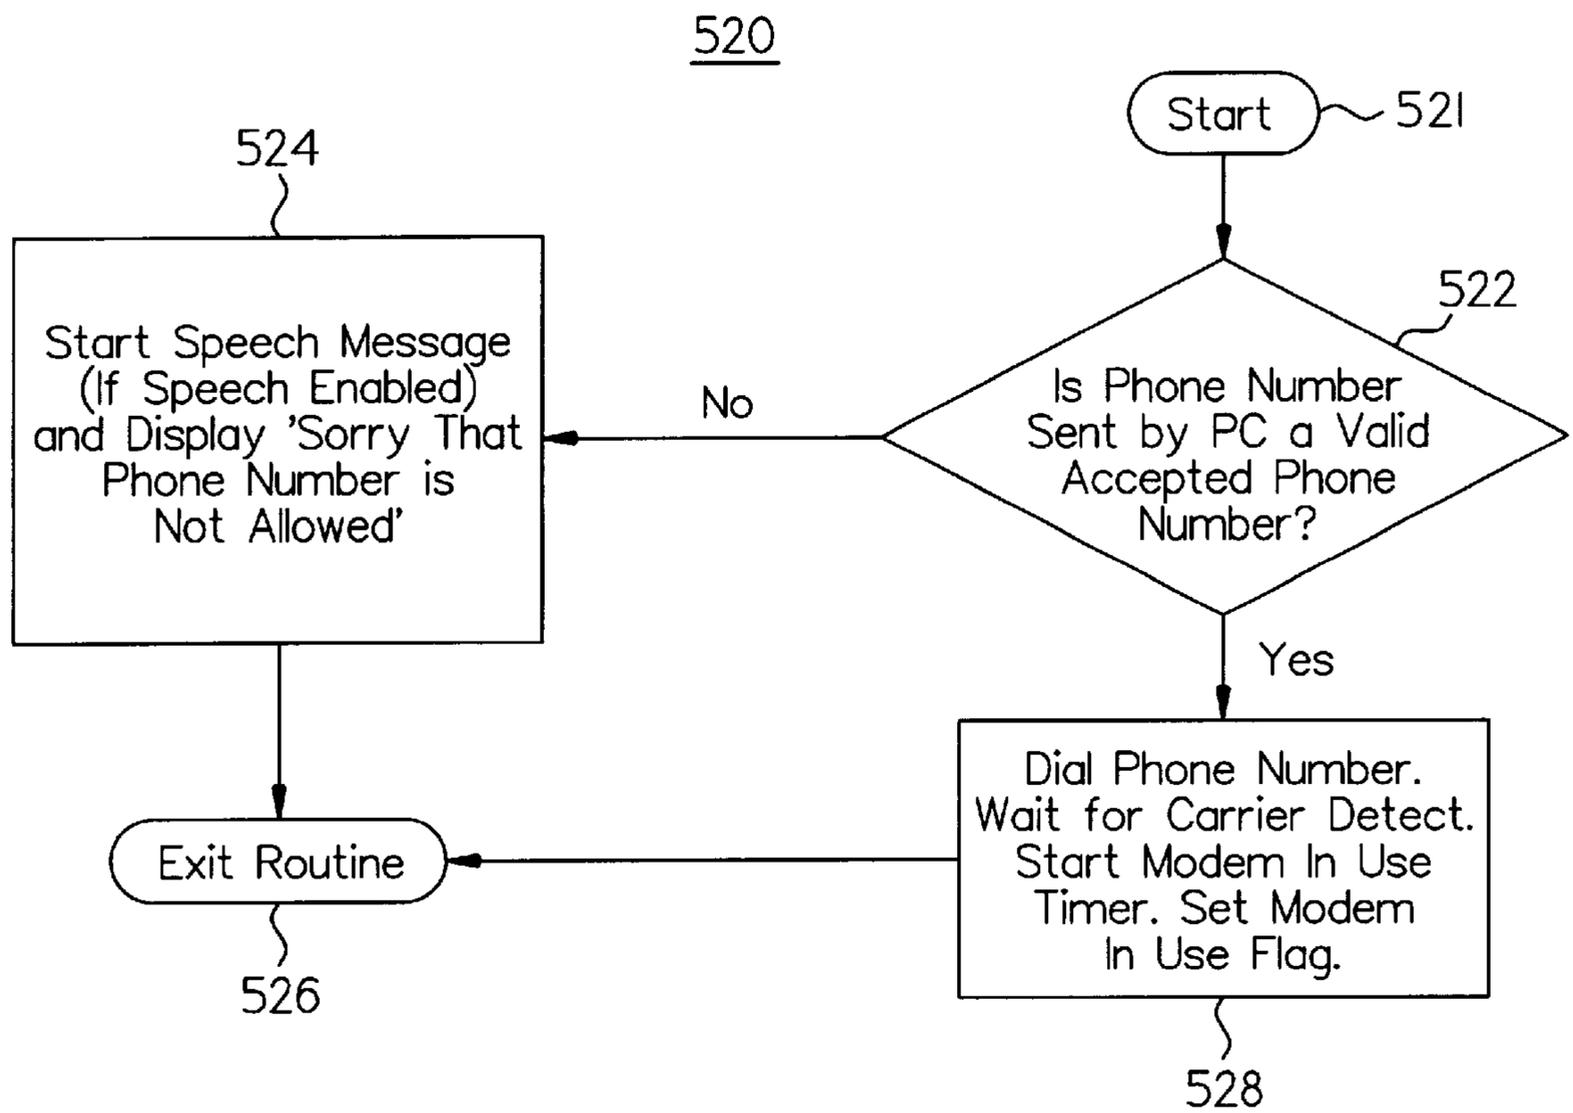 520
Start
521
524
522
Start Speech Message
(If Speech Enabled)
and Display 'Sorry That
Phone Number is
Not Allowed'
No
Is Phone Number
Sent by PC a Valid
Accepted Phone
Number?
Yes
Dial Phone Number.
Wait for Carrier Detect.
Start Modem In Use
Timer. Set Modem
In Use Flag.
Exit Routine
526
528